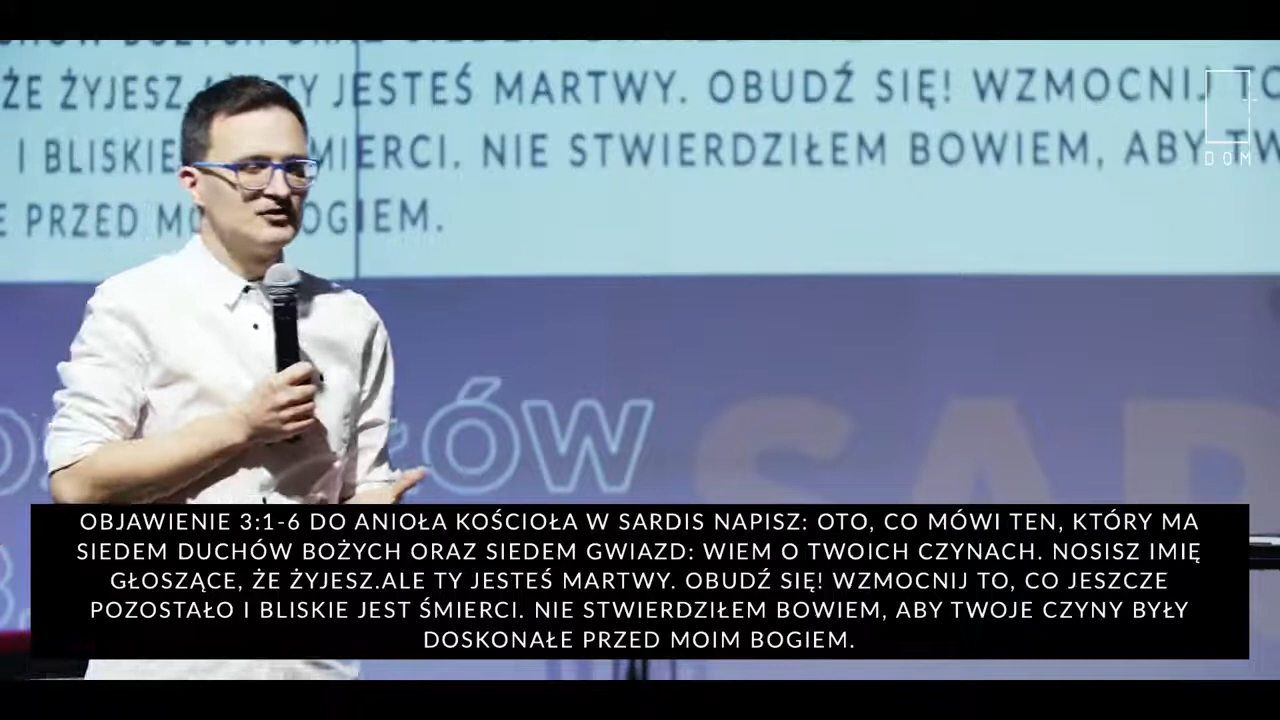 ŻE ŻYJESZ. TY JESTEŚ MARTWY. OBUDŹ SIĘ! WZMOCNIJ TO
I BLISKIE ŚMIERCI. NIE STWIERDZIŁEM BOWIEM, ABY TW
PRZED MOIM BOGIEM.
DOM
SAR
OBJAWIENIE 3:1-6 DO ANIOŁA KOŚCIOŁA W SARDIS NAPISZ: OTO, CO MÓWI TEN, KTÓRY MA
SIEDEM DUCHÓW BOŻYCH ORAZ SIEDEM GWIAZD: WIEM O TWOICH CZYNACH. NOSISZ IMIĘ
GŁOSZĄCE, ŻE ŻYJESZ.ALE TY JESTEŚ MARTWY. OBUDŹ SIĘ! WZMOCNIJ TO, CO JESZCZE
POZOSTAŁO I BLISKIE JEST ŚMIERCI. NIE STWIERDZIŁEM BOWIEM, ABY TWOJE CZYNY BYŁY
DOSKONAŁE PRZED MOIM BOGIEM.